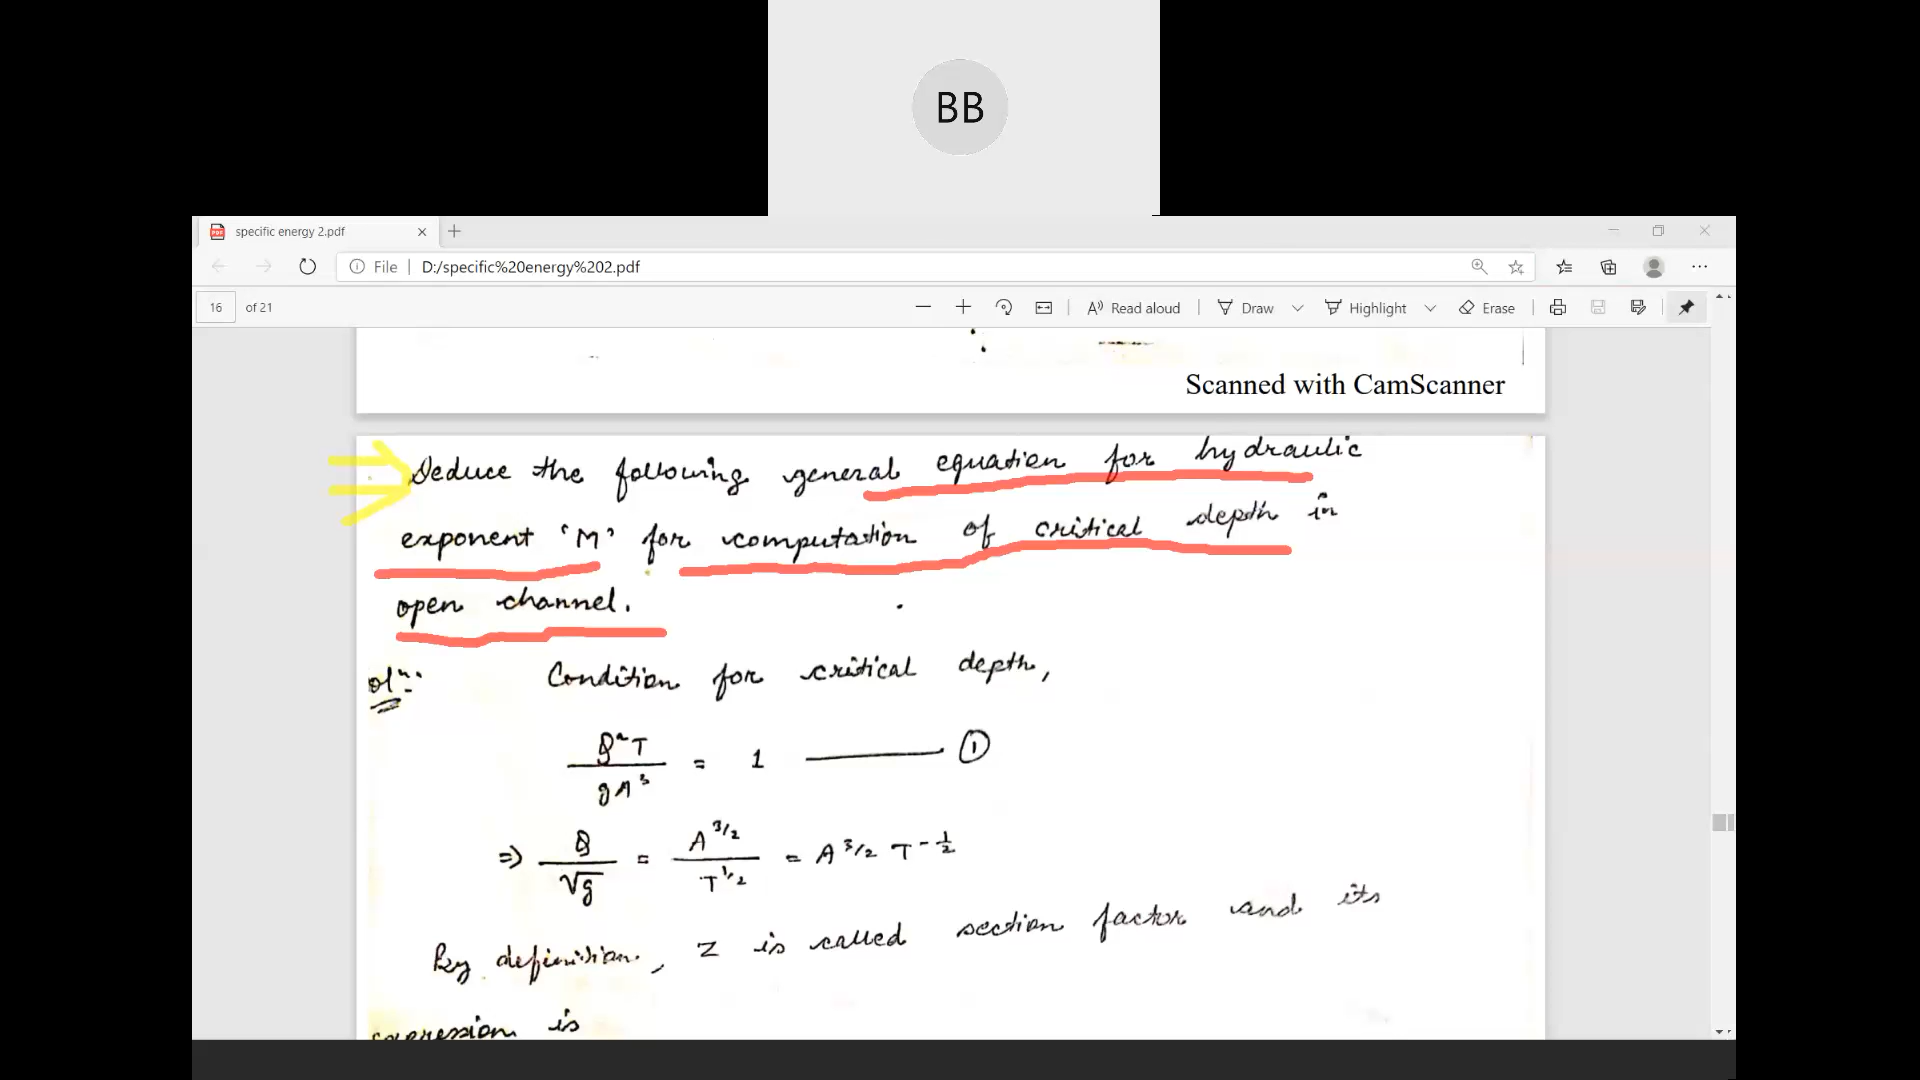 BB
specific energy 2.pdf
File D:/specific%20energy%202.pdf
16 of 21 Read aloud Draw Highlight Erase
Scanned with CamScanner
Deduce the following general equation for hydraulic
exponent 'M' for computation of critical depth in
open channel.
oln:-
Condition for critical depth,
Q²T / gA³ = 1 ——— ①
⇒ Q / √g = A^3/2 / T^1/2 = A^3/2 T^-1/2
By definition, Z is called section factor and its
expression is